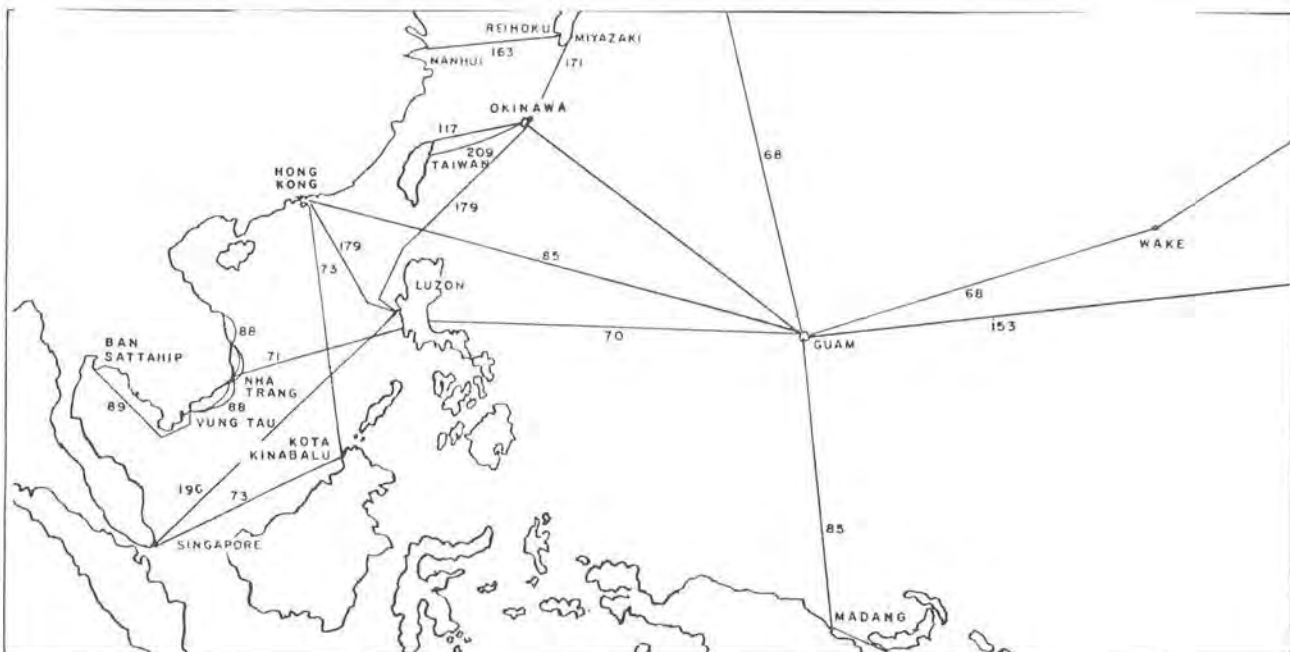 REIHOKU
MIYAZAKI
163
NANHUI
171
OKINAWA
117
209
TAIWAN
68
HONG
KONG
179
179
85
73
WAKE
LUZON
68
153
88
70
GUAM
BAN
SATTAHIP
71
NHA
TRANG
89
88
VUNG TAU
KOTA
KINABALU
73
SINGAPORE
85
MADANG